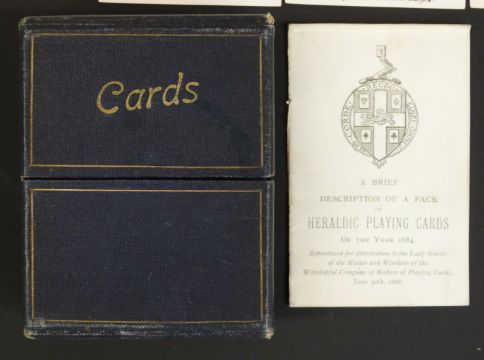 Cards
A BRIEF
DESCRIPTION OF A PACK
OF
HERALDIC PLAYING CARDS
OF THE YEAR 1684.
Reproduced for distribution to the Lady Guests
of the Master and Wardens of the
Worshipful Company of Makers of Playing Cards,
June 1888.